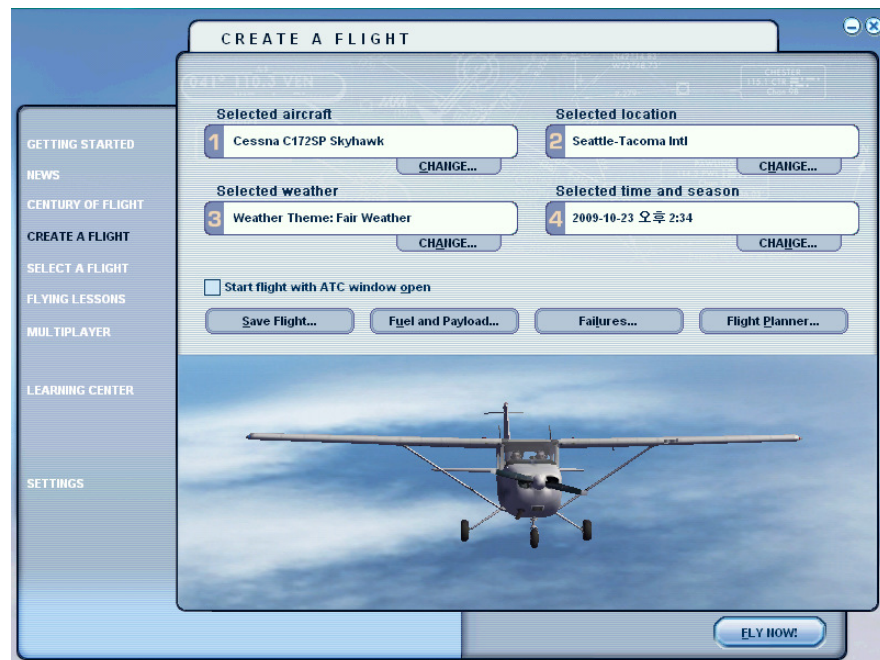 CREATE A FLIGHT
GETTING STARTED
NEWS
CENTURY OF FLIGHT
CREATE A FLIGHT
SELECT A FLIGHT
FLYING LESSONS
MULTIPLAYER
LEARNING CENTER
SETTINGS
Selected aircraft
1 Cessna C172SP Skyhawk
CHANGE...
Selected location
2 Seattle-Tacoma Intl
CHANGE...
Selected weather
3 Weather Theme: Fair Weather
CHANGE...
Selected time and season
4 2009-10-23 오후 2:34
CHANGE...
Start flight with ATC window open
Save Flight...
Fuel and Payload...
Failures...
Flight Planner...
FLY NOW!